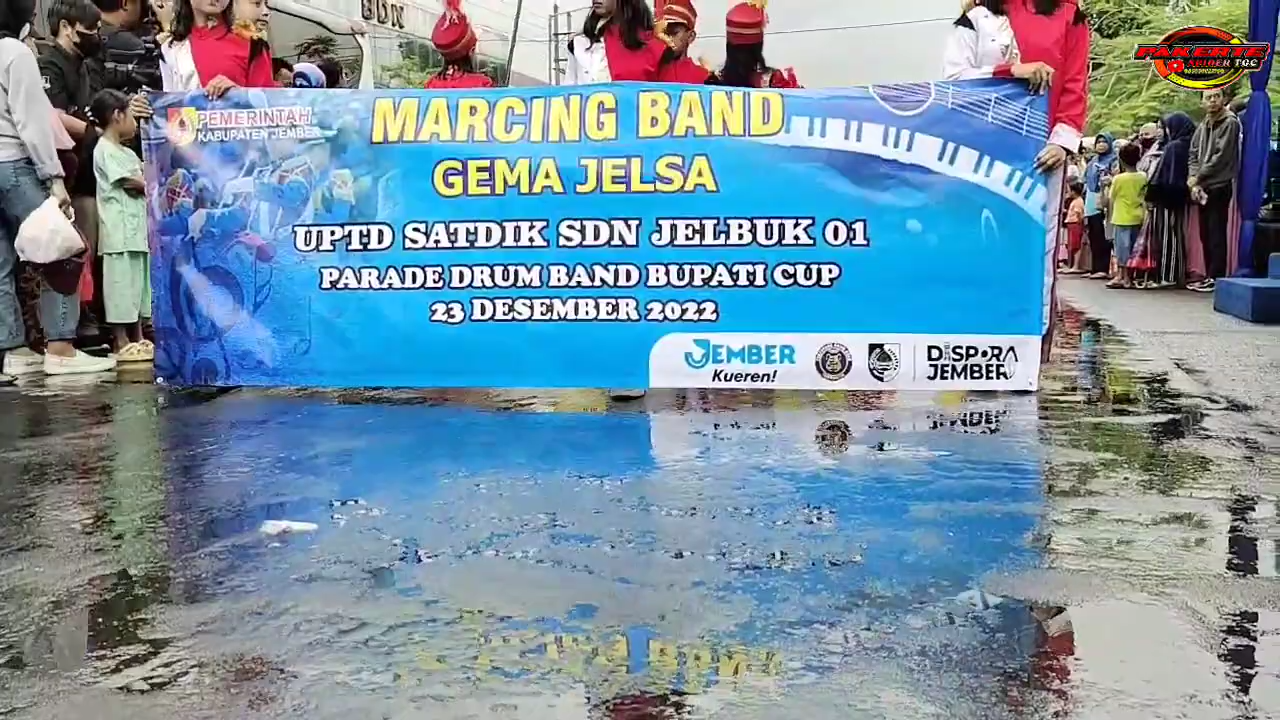 BDN
PAKERTE
PEMERINTAH
KABUPATEN JEMBER
MARCING BAND
GEMA JELSA
UPTD SATDIK SDN JELBUK 01
PARADE DRUM BAND BUPATI CUP
23 DESEMBER 2022
JEMBER
Kueren!
DISPORA
JEMBER